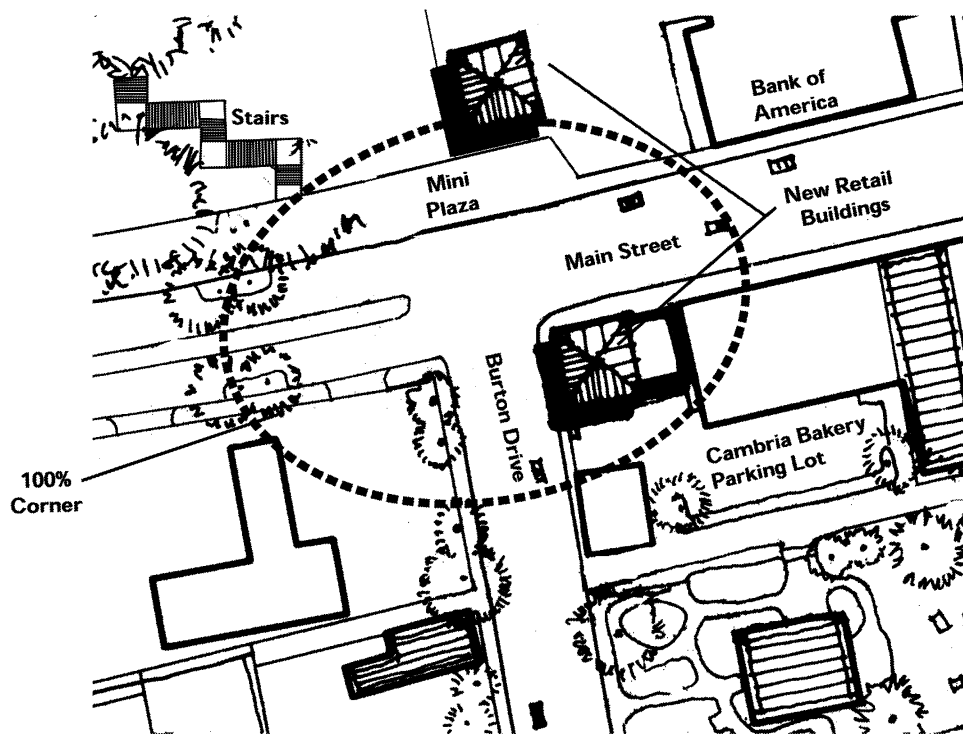 Stairs
Bank of
America
Mini
Plaza
New Retail
Buildings
Main Street
Burton Drive
Cambria Bakery
Parking Lot
100%
Corner